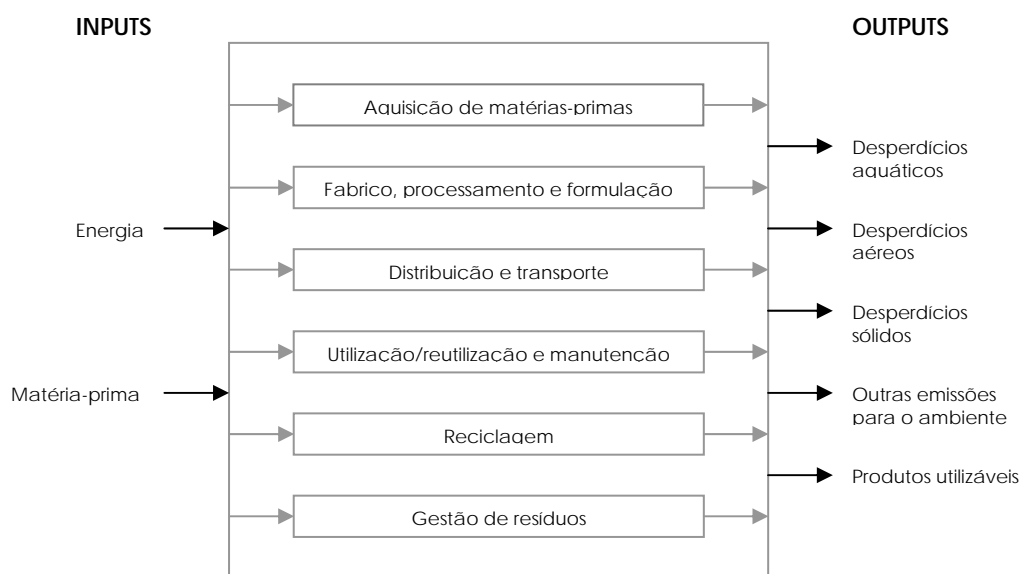 INPUTS
OUTPUTS
Aquisição de matérias-primas
Desperdícios
aquáticos
Fabrico, processamento e formulação
Energia
Desperdícios
aéreos
Distribuição e transporte
Desperdícios
sólidos
Utilização/reutilização e manutenção
Matéria-prima
Outras emissões
para o ambiente
Reciclagem
Produtos utilizáveis
Gestão de resíduos